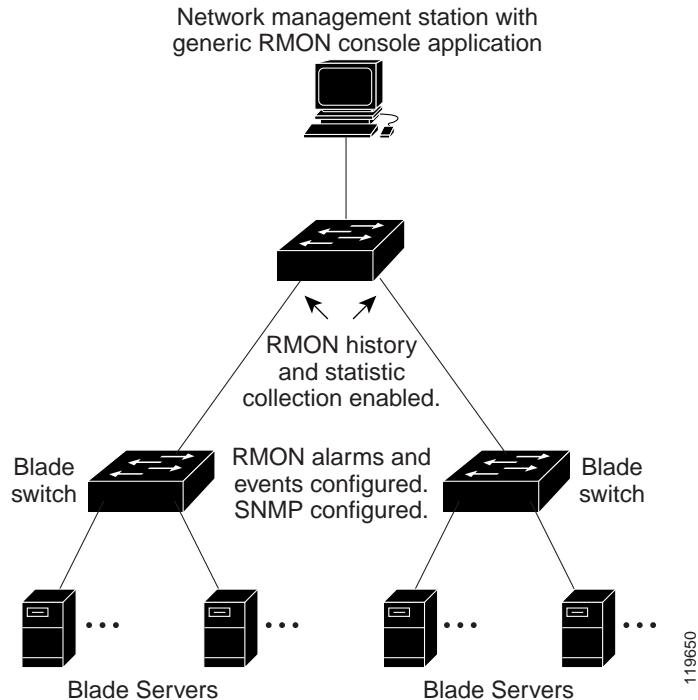 Network management station with
generic RMON console application
RMON history
and statistic
collection enabled.
Blade
switch
RMON alarms and
events configured.
SNMP configured.
Blade
switch
Blade Servers
Blade Servers
119650